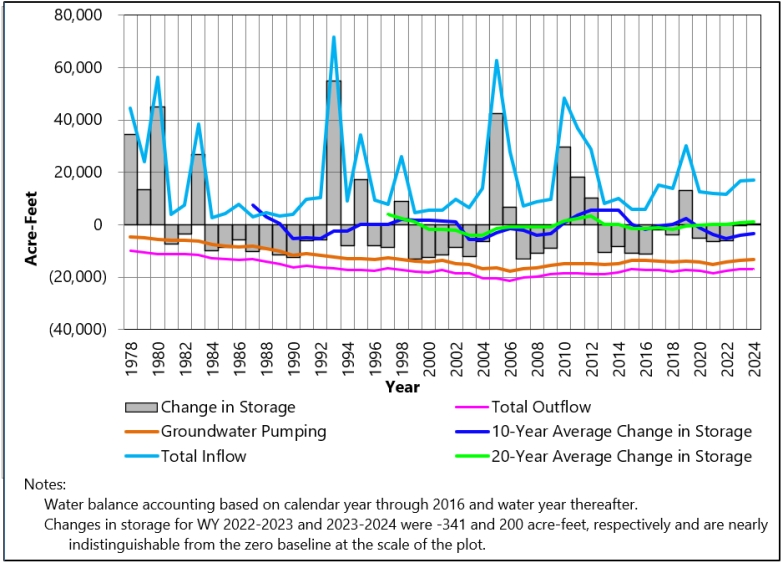 80,000
60,000
40,000
20,000
0
(20,000)
(40,000)
Acre-Feet
1978 1980 1982 1984 1986 1988 1990 1992 1994 1996 1998 2000 2002 2004 2006 2008 2010 2012 2014 2016 2018 2020 2022 2024
Year
Change in Storage Total Outflow
Groundwater Pumping 10-Year Average Change in Storage
Total Inflow 20-Year Average Change in Storage
Notes:
Water balance accounting based on calendar year through 2016 and water year thereafter.
Changes in storage for WY 2022-2023 and 2023-2024 were -341 and 200 acre-feet, respectively and are nearly
indistinguishable from the zero baseline at the scale of the plot.